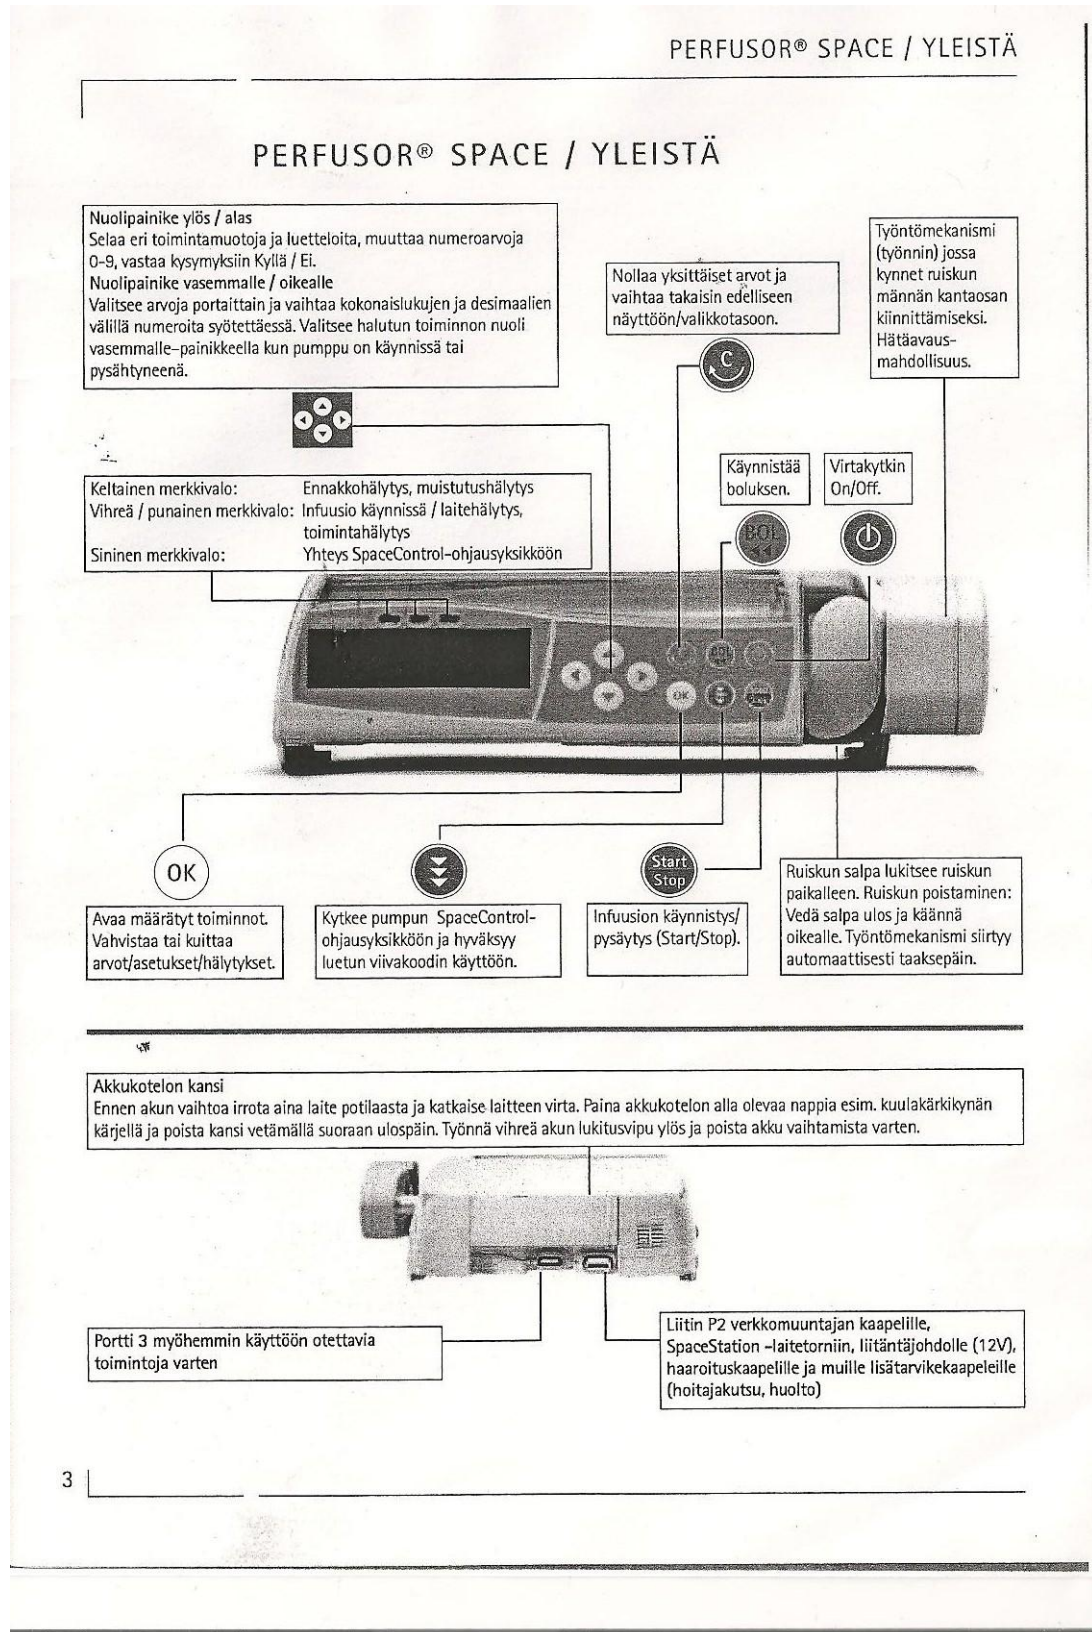 PERFUSOR® SPACE / YLEISTÄ
PERFUSOR® SPACE / YLEISTÄ
Nuolipainike ylös / alas
Selaa eri toimintamuotoja ja luetteloita, muuttaa numeroarvoja
0-9, vastaa kysymyksiin Kyllä / Ei.
Nuolipainike vasemmalle / oikealle
Valitsee arvoja portaittain ja vaihtaa kokonaislukujen ja desimaalien
välillä numeroita syötettäessä. Valitsee halutun toiminnon nuoli
vasemmalle-painikkeella kun pumppu on käynnissä tai
pysähtyneenä.
Nollaa yksittäiset arvot ja
vaihtaa takaisin edelliseen
näyttöön/valikkotasoon.
C
Työntömekanismi
(työnnin) jossa
kynnet ruiskun
männän kantaosan
kiinnittämiseksi.
Hätäavaus-
mahdollisuus.
Keltainen merkkivalo: Ennakkohälytys, muistutushälytys
Vihreä / punainen merkkivalo: Infuusio käynnissä / laitehälytys,
toimintahälytys
Sininen merkkivalo: Yhteys SpaceControl-ohjausyksikköön
Käynnistää
boluksen.
BOL
Virtakytkin
On/Off.
BOL
OK
OK
Avaa määrätyt toiminnot.
Vahvistaa tai kuittaa
arvot/asetukset/hälytykset.
Kytkee pumpun SpaceControl-
ohjausyksikköön ja hyväksyy
luetun viivakoodin käyttöön.
Start
Stop
Infuusion käynnistys/
pysäytys (Start/Stop).
Ruiskun salpa lukitsee ruiskun
paikalleen. Ruiskun poistaminen:
Vedä salpa ulos ja käännä
oikealle. Työntömekanismi siirtyy
automaattisesti taaksepäin.
Akkukotelon kansi
Ennen akun vaihtoa irrota aina laite potilaasta ja katkaise laitteen virta. Paina akkukotelon alla olevaa nappia esim. kuulakärkikynän
kärjellä ja poista kansi vetämällä suoraan ulospäin. Työnnä vihreä akun lukitusvipu ylös ja poista akku vaihtamista varten.
Portti 3 myöhemmin käyttöön otettavia
toimintoja varten
Liitin P2 verkkomuuntajan kaapelille,
SpaceStation -laitetorniin, liitäntäjohdolle (12V),
haaroituskaapelille ja muille lisätarvikekaapeleille
(hoitajakutsu, huolto)
3